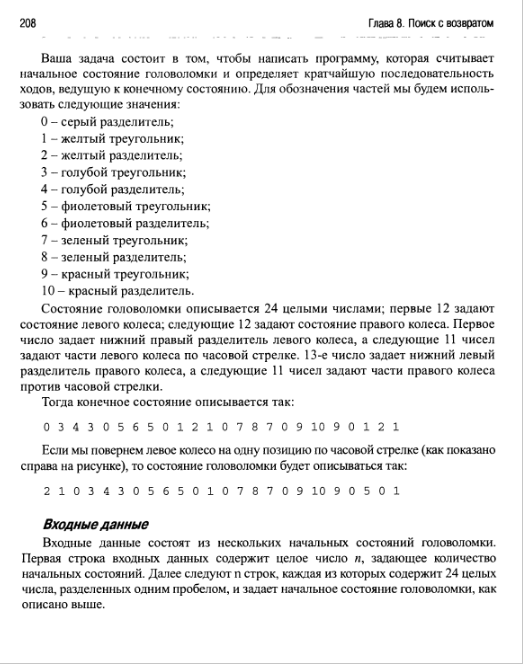 208
Глава 8. Поиск с возвратом
Ваша задача состоит в том, чтобы написать программу, которая считывает
начальное состояние головоломки и определяет кратчайшую последовательность
ходов, ведущую к конечному состоянию. Для обозначения частей мы будем исполь-
зовать следующие значения:
0 – серый разделитель;
1 – желтый треугольник;
2 – желтый разделитель;
3 – голубой треугольник;
4 – голубой разделитель;
5 – фиолетовый треугольник;
6 – фиолетовый разделитель;
7 – зеленый треугольник;
8 – зеленый разделитель;
9 – красный треугольник;
10 – красный разделитель.
Состояние головоломки описывается 24 целыми числами; первые 12 задают
состояние левого колеса; следующие 12 задают состояние правого колеса. Первое
число задает нижний правый разделитель левого колеса, а следующие 11 чисел
задают части левого колеса по часовой стрелке. 13-е число задает нижний левый
разделитель правого колеса, а следующие 11 чисел задают части правого колеса
против часовой стрелки.
Тогда конечное состояние описывается так:
0 3 4 3 0 5 6 5 0 1 2 1 0 7 8 7 0 9 10 9 0 1 2 1
Если мы повернем левое колесо на одну позицию по часовой стрелке (как показано
справа на рисунке), то состояние головоломки будет описываться так:
2 1 0 3 4 3 0 5 6 5 0 1 0 7 8 7 0 9 10 9 0 5 0 1
Входные данные
Входные данные состоят из нескольких начальных состояний головоломки.
Первая строка входных данных содержит целое число n, задающее количество
начальных состояний. Далее следуют n строк, каждая из которых содержит 24 целых
числа, разделенных одним пробелом, и задает начальное состояние головоломки, как
описано выше.